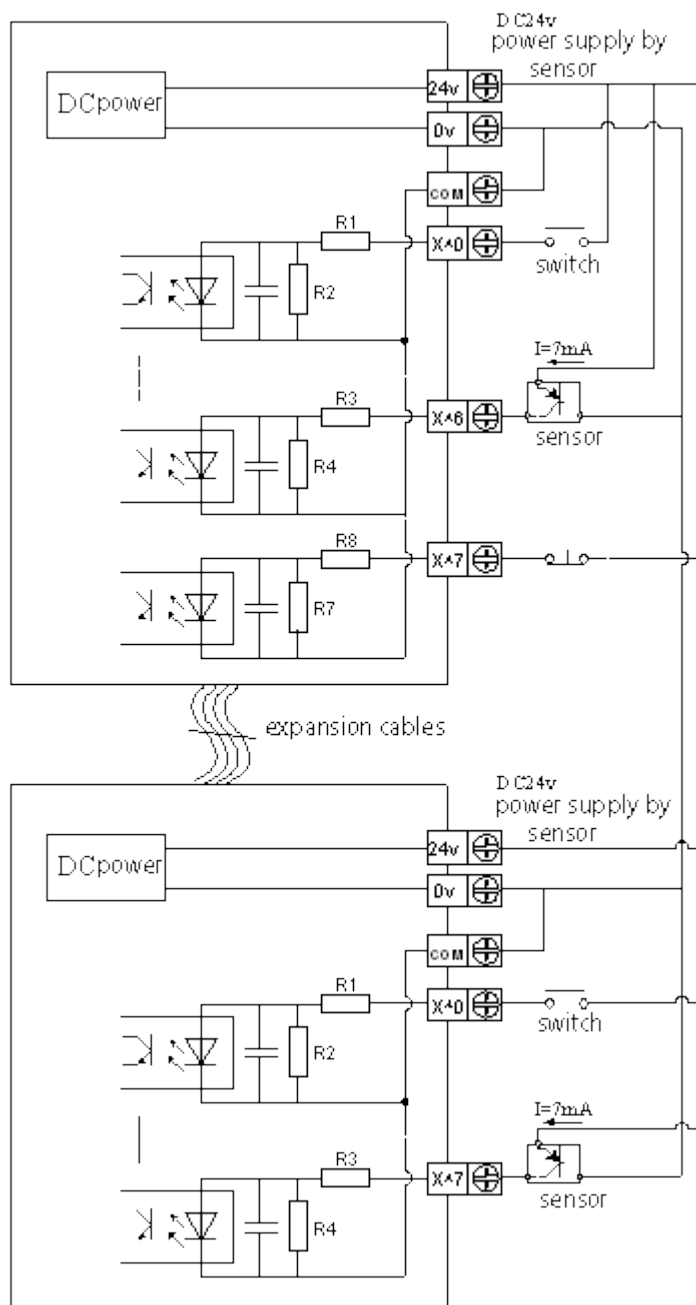 DC24v
power supply by
sensor
DCpower
24v
0v
COM
R1
X^0
R2
switch
I=7mA
R3
X^6
R4
sensor
R8
X^7
R7
expansion cables
DC24v
power supply by
sensor
DCpower
24v
0v
COM
R1
X^0
R2
switch
I=7mA
R3
X^7
R4
sensor